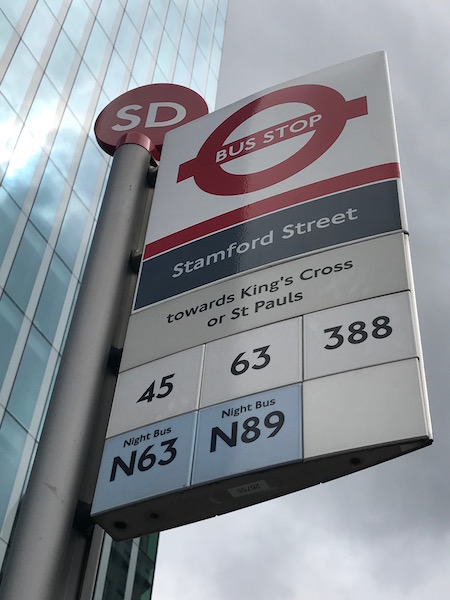 SD
BUS STOP
Stamford Street
towards King's Cross
or St Pauls
45 63 388
Night Bus Night Bus
N63 N89